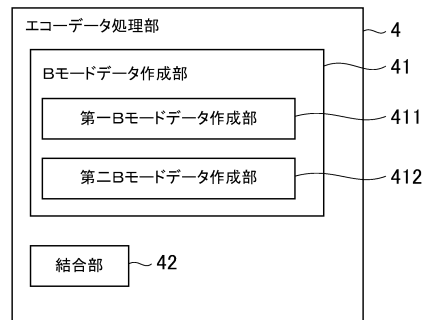 エコーデータ処理部
4
Bモードデータ作成部
41
第一Bモードデータ作成部
411
第二Bモードデータ作成部
412
結合部
42